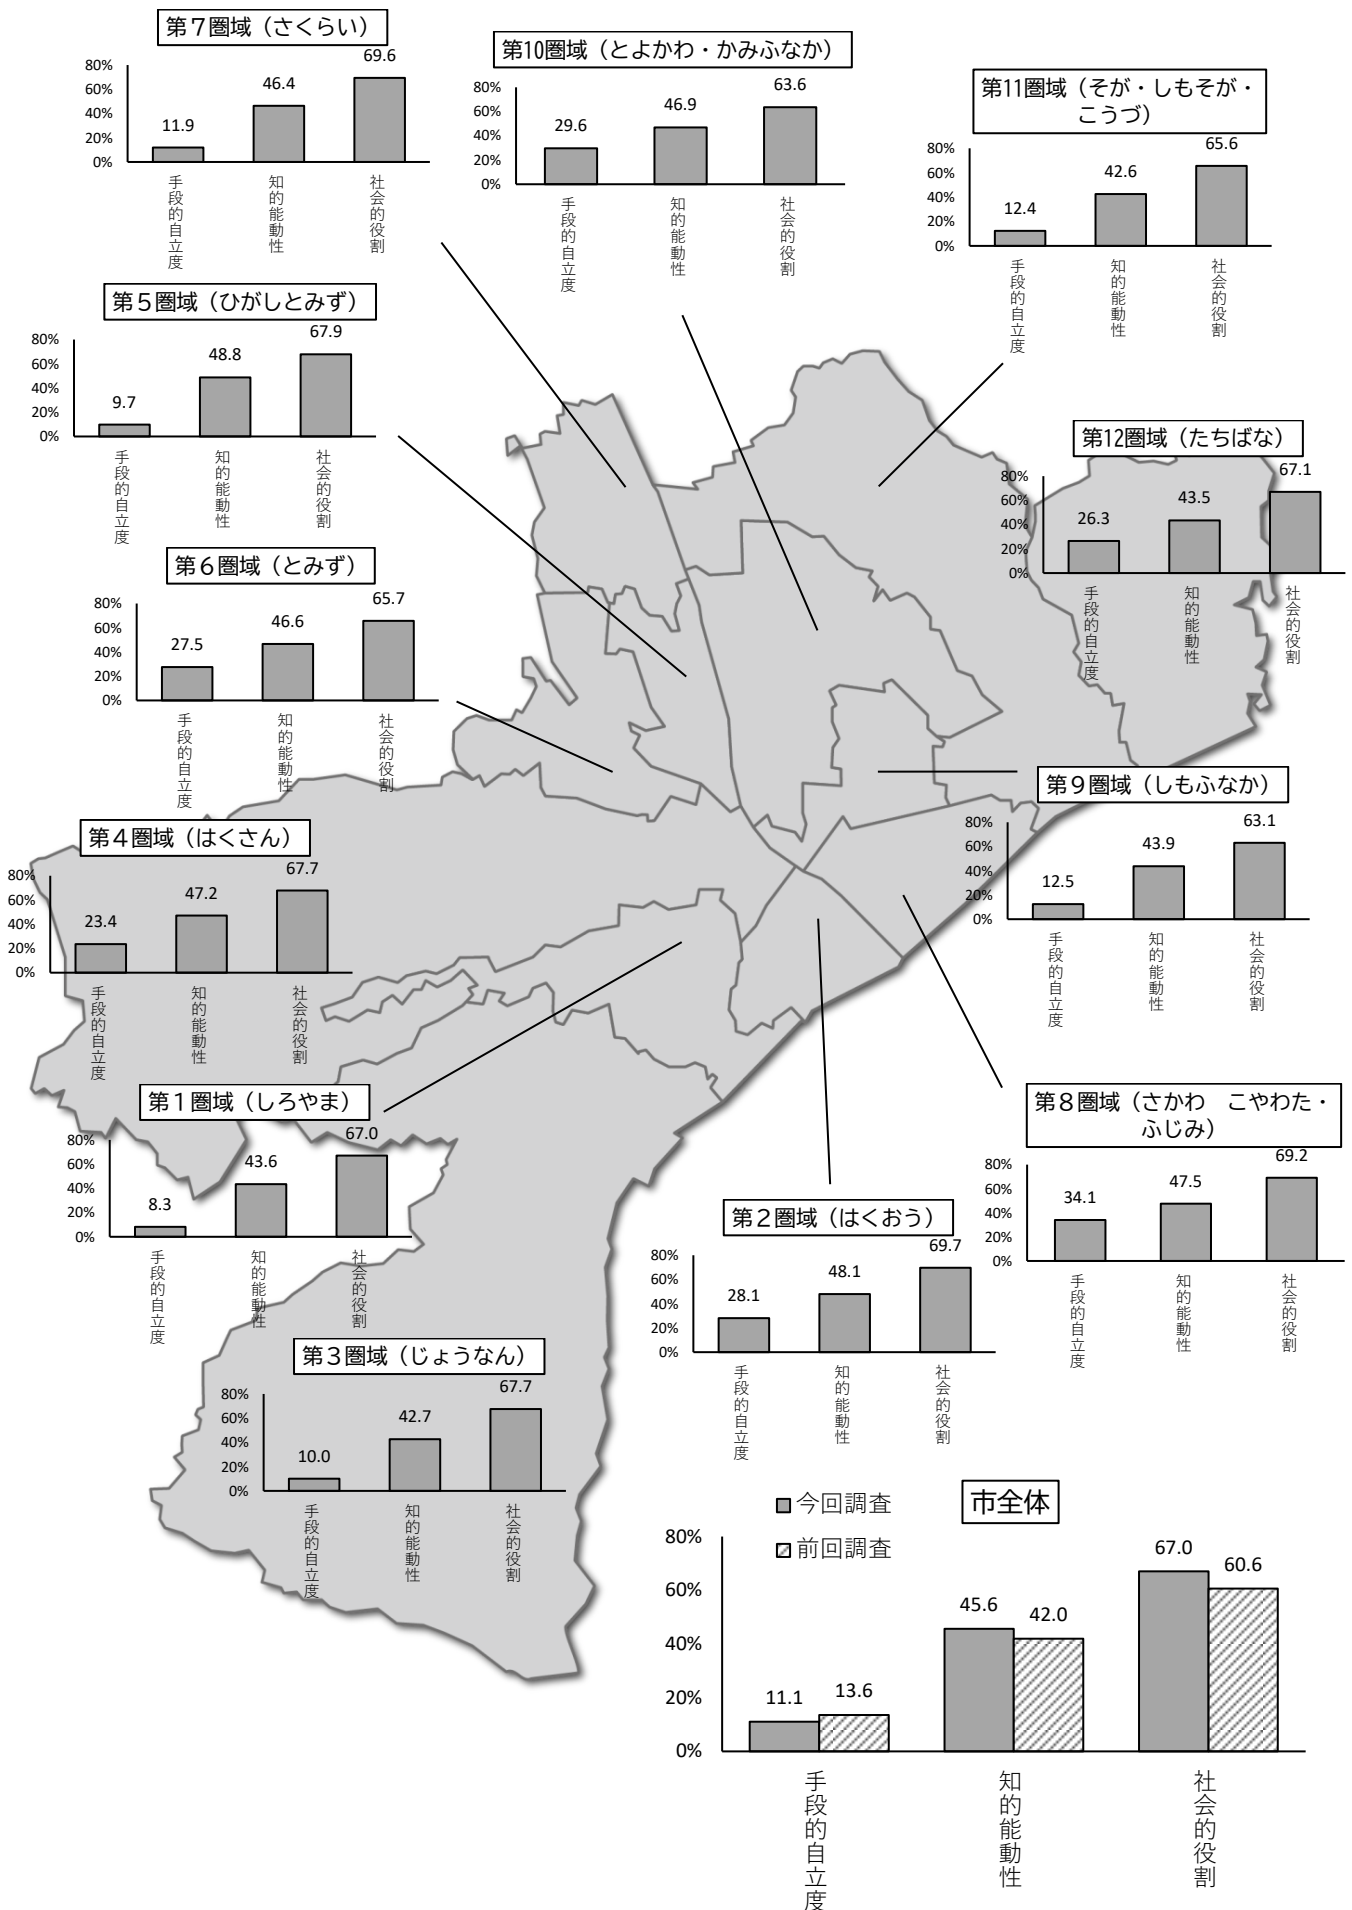 第７圏域（さくらい）
80%
60%
40%
20%
0%
11.9
46.4
69.6
手段的自立度
知的能動性
社会的役割
第10圏域（とよかわ・かみふなか）
80%
60%
40%
20%
0%
29.6
46.9
63.6
手段的自立度
知的能動性
社会的役割
第11圏域（そが・しもそが・
こうづ）
80%
60%
40%
20%
0%
12.4
42.6
65.6
手段的自立度
知的能動性
社会的役割
第５圏域（ひがしとみず）
80%
60%
40%
20%
0%
9.7
48.8
67.9
手段的自立度
知的能動性
社会的役割
第12圏域（たちばな）
80%
60%
40%
20%
0%
26.3
43.5
67.1
手段的自立度
知的能動性
社会的役割
第６圏域（とみず）
80%
60%
40%
20%
0%
27.5
46.6
65.7
手段的自立度
知的能動性
社会的役割
第９圏域（しもふなか）
80%
60%
40%
20%
0%
12.5
43.9
63.1
手段的自立度
知的能動性
社会的役割
第４圏域（はくさん）
80%
60%
40%
20%
0%
23.4
47.2
67.7
手段的自立度
知的能動性
社会的役割
第１圏域（しろやま）
80%
60%
40%
20%
0%
8.3
43.6
67.0
手段的自立度
知的能動性
社会的役割
第８圏域（さかわ　こやわた・
ふじみ）
80%
60%
40%
20%
0%
34.1
47.5
69.2
手段的自立度
知的能動性
社会的役割
第２圏域（はくおう）
80%
60%
40%
20%
0%
28.1
48.1
69.7
手段的自立度
知的能動性
社会的役割
第３圏域（じょうなん）
80%
60%
40%
20%
0%
10.0
42.7
67.7
手段的自立度
知的能動性
社会的役割
市全体
今回調査
前回調査
80%
60%
40%
20%
0%
11.1
13.6
45.6
42.0
67.0
60.6
手段的自立度
知的能動性
社会的役割